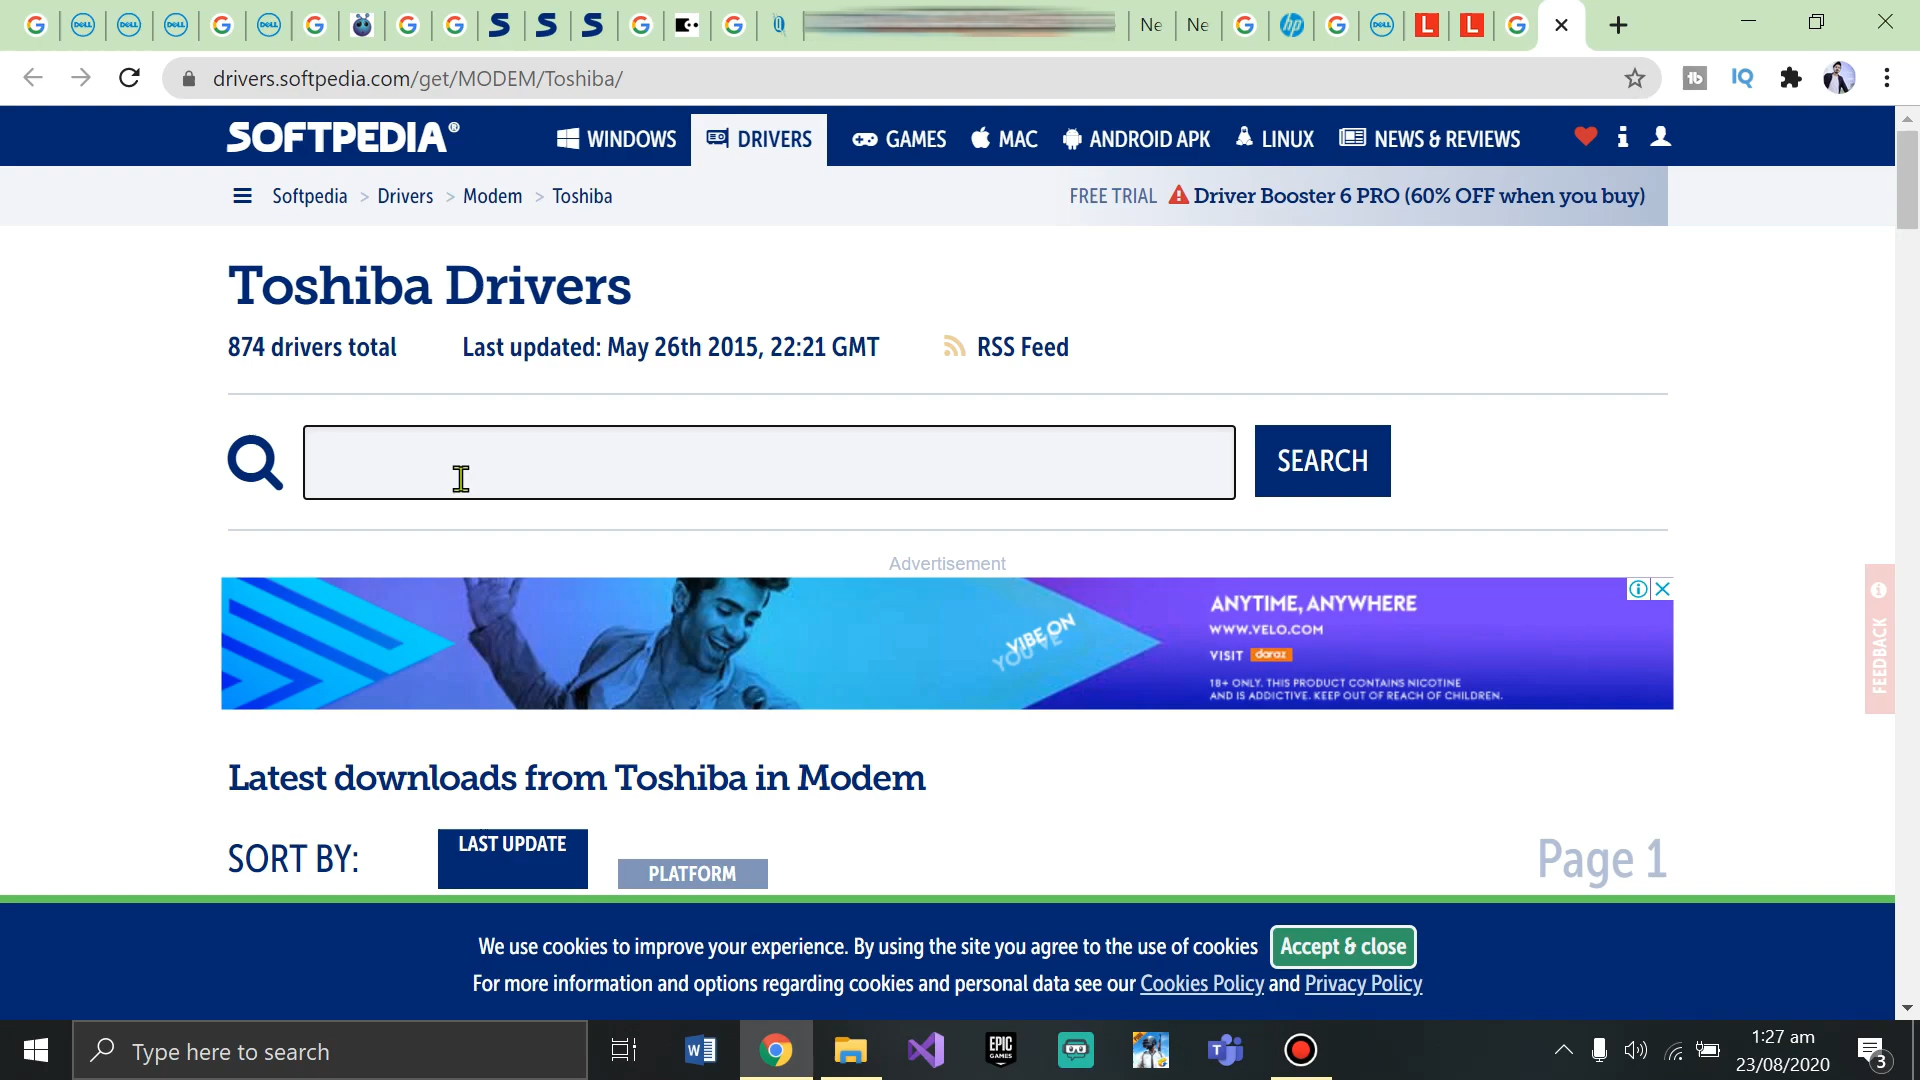 Ne
Ne
drivers.softpedia.com/get/MODEM/Toshiba/
SOFTPEDIA®
WINDOWS
DRIVERS
GAMES
MAC
ANDROID APK
LINUX
NEWS & REVIEWS
Softpedia > Drivers > Modem > Toshiba
FREE TRIAL Driver Booster 6 PRO (60% OFF when you buy)
Toshiba Drivers
874 drivers total
Last updated: May 26th 2015, 22:21 GMT
RSS Feed
SEARCH
Advertisement
VIBE ON
ANYTIME, ANYWHERE
WWW.VELO.COM
VISIT daraz
18+ ONLY. THIS PRODUCT CONTAINS NICOTINE
AND IS ADDICTIVE. KEEP OUT OF REACH OF CHILDREN.
FEEDBACK
Latest downloads from Toshiba in Modem
SORT BY:
LAST UPDATE
PLATFORM
Page 1
We use cookies to improve your experience. By using the site you agree to the use of cookies
Accept & close
For more information and options regarding cookies and personal data see our Cookies Policy and Privacy Policy
Type here to search
EPIC GAMES
1:27 am
23/08/2020
3